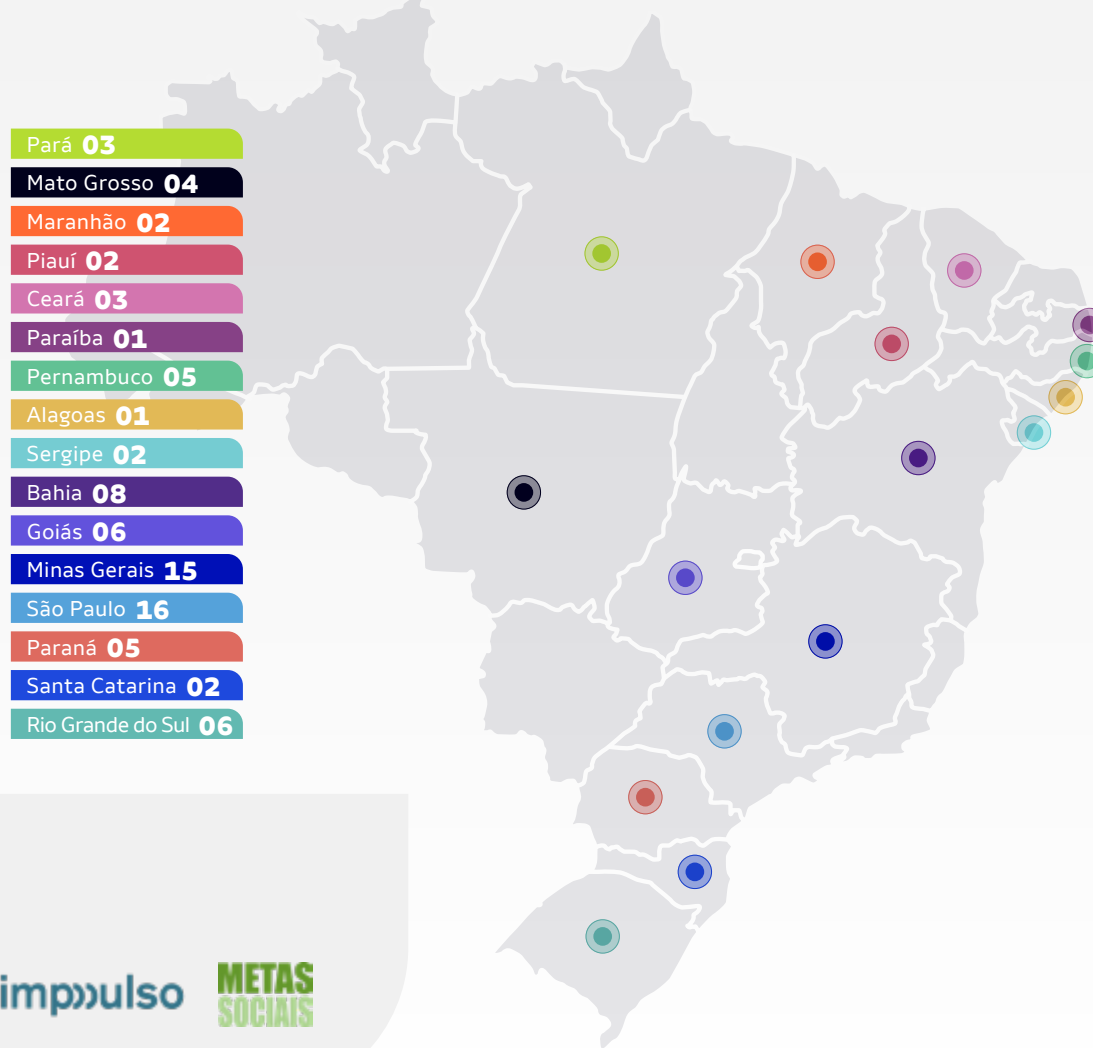 Pará 03
Mato Grosso 04
Maranhão 02
Piauí 02
Ceará 03
Paraíba 01
Pernambuco 05
Alagoas 01
Sergipe 02
Bahia 08
Goiás 06
Minas Gerais 15
São Paulo 16
Paraná 05
Santa Catarina 02
Rio Grande do Sul 06
impulso
METAS
SOCIAIS